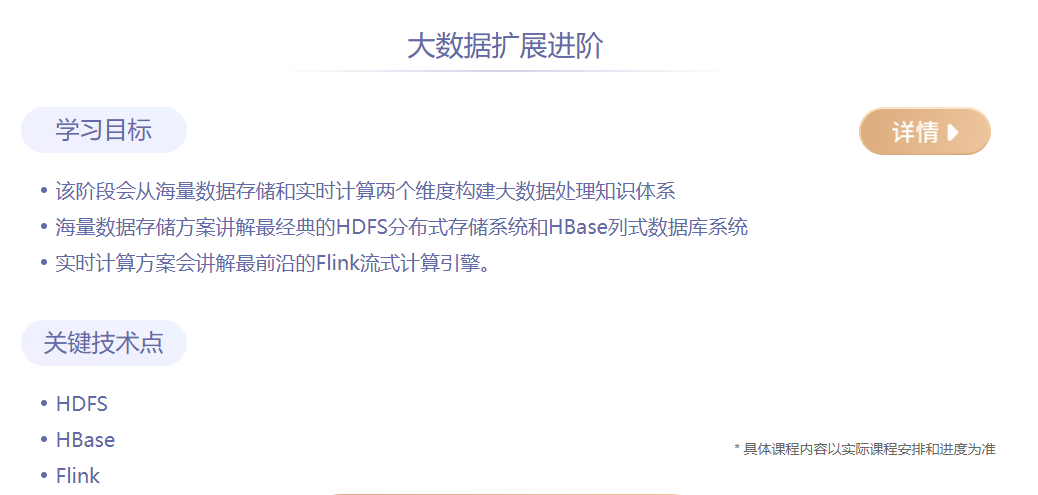 大数据扩展进阶
学习目标
详情
• 该阶段会从海量数据存储和实时计算两个维度构建大数据处理知识体系
• 海量数据存储方案讲解最经典的HDFS分布式存储系统和HBase列式数据库系统
• 实时计算方案会讲解最前沿的Flink流式计算引擎。
关键技术点
• HDFS
• HBase
• Flink
* 具体课程内容以实际课程安排和进度为准